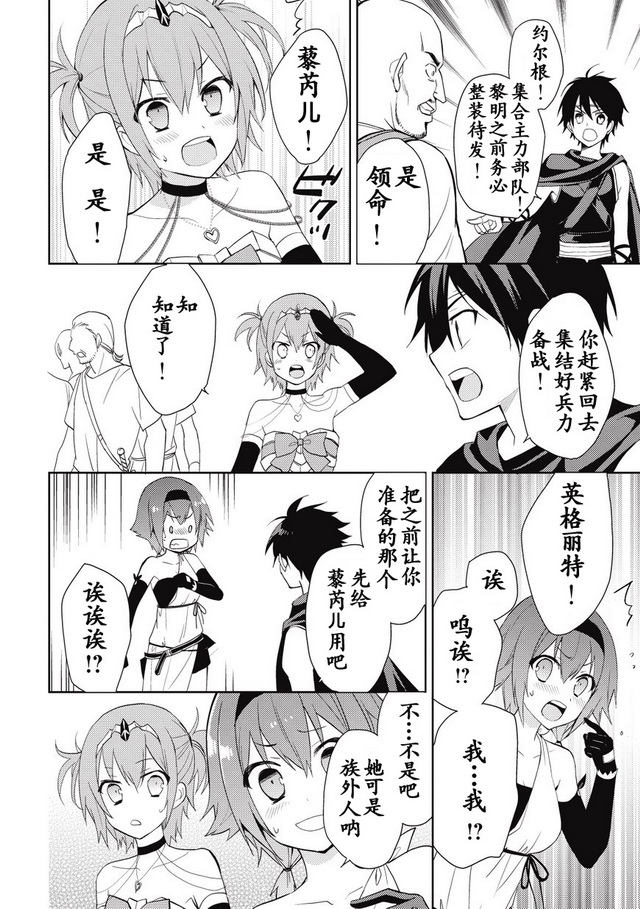 约尔根！
集合主力部队！
黎明之前务必
整装待发！
是
领命！
藜芮儿！
是
是！
你赶紧回去
集结好兵力
备战！
知
知道了！
英格丽特！
诶
呜诶!?
我……
我!?
把之前让你
准备的那个
先给
藜芮儿用吧
诶诶诶!?
不…不是吧
她可是
族外人呐